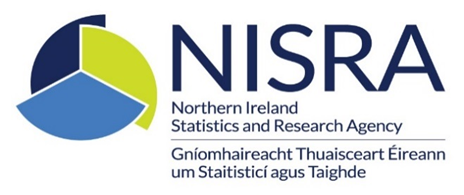 NISRA
Northern Ireland
Statistics and Research Agency
Gníomhaireacht Thuaisceart Éireann
um Staitisticí agus Taighde